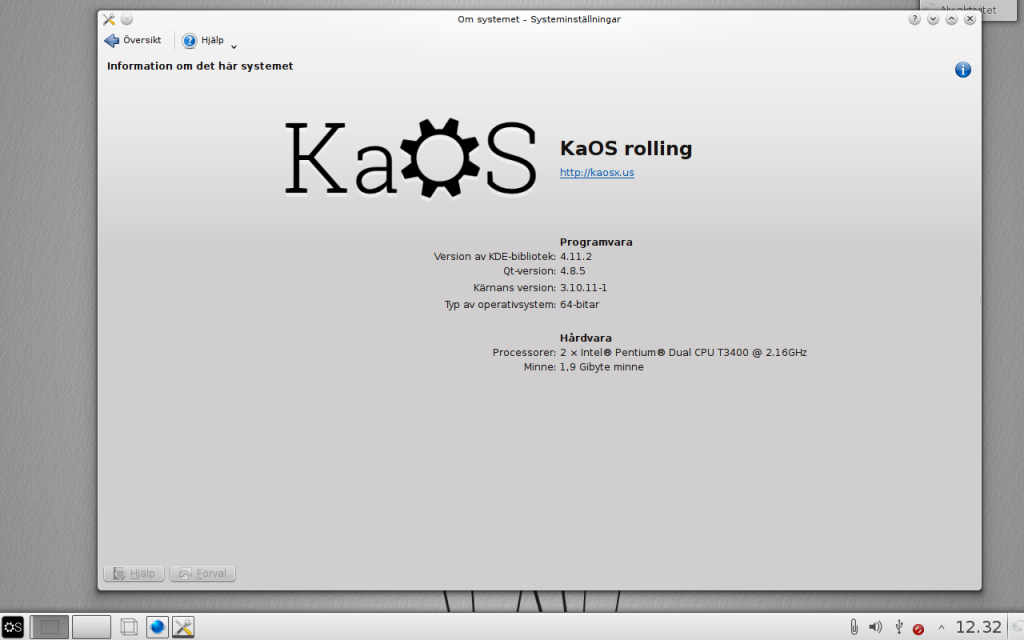 Ny aktivitet
Om systemet – Systeminställningar
Översikt
Hjälp
Information om det här systemet
KaOS
KaOS rolling
http://kaosx.us
Programvara
Version av KDE-bibliotek: 4.11.2
Qt-version: 4.8.5
Kärnans version: 3.10.11-1
Typ av operativsystem: 64-bitar
Hårdvara
Processorer: 2 × Intel® Pentium® Dual CPU T3400 @ 2.16GHz
Minne: 1,9 Gibyte minne
Hjälp
Förval
12.32